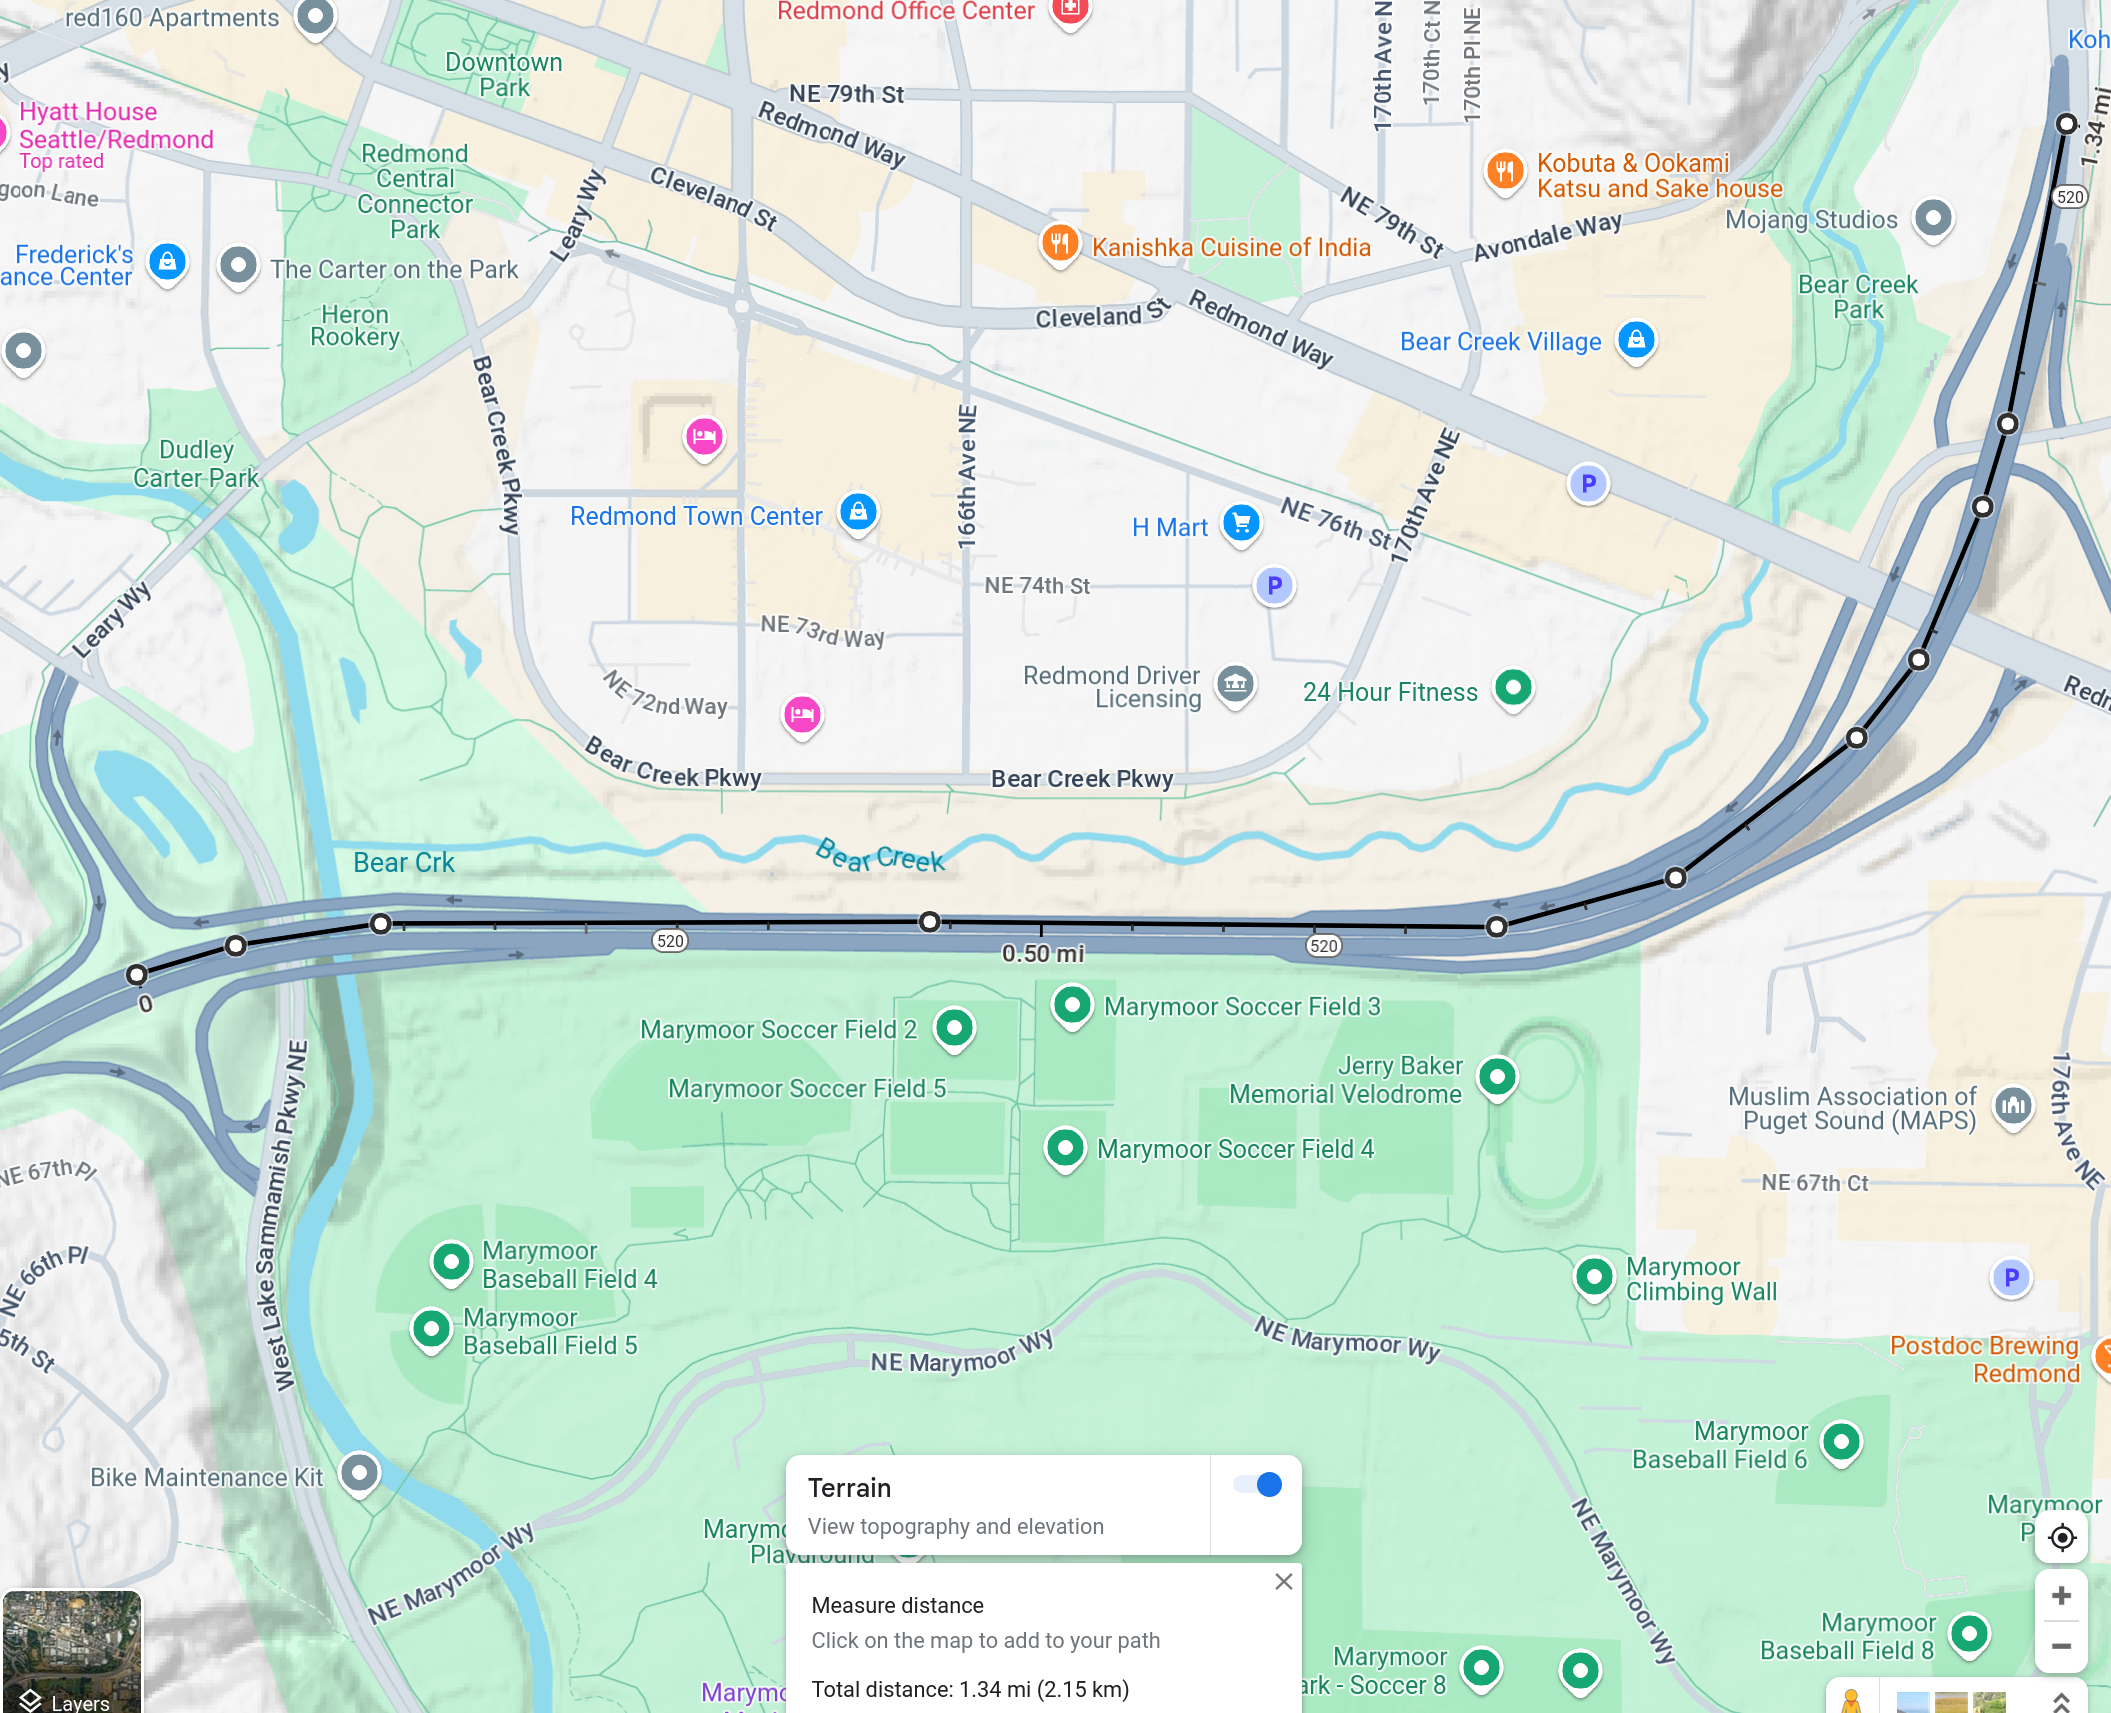 red160 Apartments
Redmond Office Center
Downtown
Park
NE 79th St
Redmond Way
170th Ave N
170th Ct N
170th Pl NE
Koh
1.34 mi
Hyatt House
Seattle/Redmond
Top rated
goon Lane
Redmond
Central
Connector
Park
Leary Wy
Cleveland St
Kobuta & Ookami
Katsu and Sake house
NE 79th St
Avondale Way
Mojang Studios
520
Frederick's
ance Center
The Carter on the Park
Kanishka Cuisine of India
Heron
Rookery
Cleveland St
Redmond Way
Bear Creek
Park
Bear Creek Village
Bear Creek Pkwy
Dudley
Carter Park
166th Ave NE
170th Ave NE
P
Redmond Town Center
H Mart
NE 76th St
NE 74th St
P
Leary Wy
NE 73rd Way
NE 72nd Way
Redmond Driver
Licensing
24 Hour Fitness
Redn
Bear Creek Pkwy
Bear Creek Pkwy
Bear Crk
Bear Creek
520
0.50 mi
520
0
Marymoor Soccer Field 2
Marymoor Soccer Field 3
Marymoor Soccer Field 5
Jerry Baker
Memorial Velodrome
Marymoor Soccer Field 4
Muslim Association of
Puget Sound (MAPS)
176th Ave NE
NE 67th Pl
NE 67th Ct
West Lake Sammamish Pkwy NE
NE 66th Pl
5th St
Marymoor
Baseball Field 4
Marymoor
Baseball Field 5
Marymoor
Climbing Wall
P
NE Marymoor Wy
NE Marymoor Wy
Postdoc Brewing
Redmond
Marymoor
Baseball Field 6
Bike Maintenance Kit
Terrain
View topography and elevation
Marymo
Playground
Marymoor
P
NE Marymoor Wy
NE Marymoor Wy
Measure distance
Click on the map to add to your path
Total distance: 1.34 mi (2.15 km)
Marymo
Marymoor
ark - Soccer 8
Marymoor
Baseball Field 8
Layers